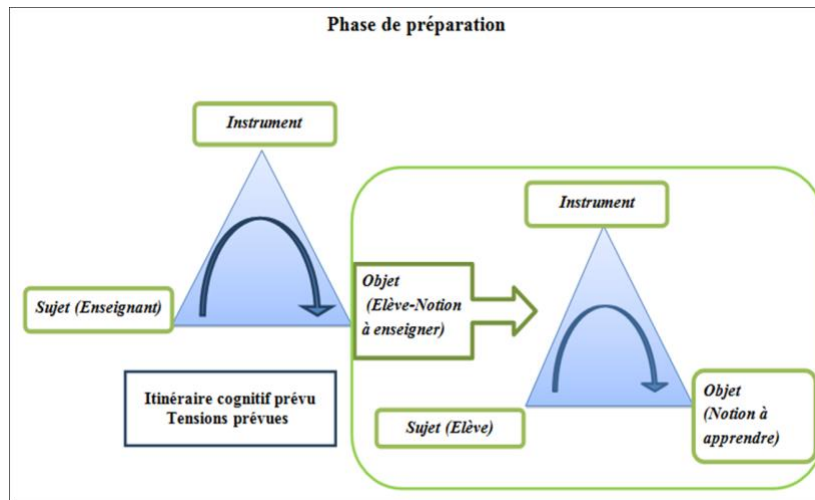 Phase de préparation
Instrument
Instrument
Sujet (Enseignant)
Objet
(Elève-Notion
à enseigner)
Itinéraire cognitif prévu
Tensions prévues
Sujet (Elève)
Objet
(Notion à
apprendre)